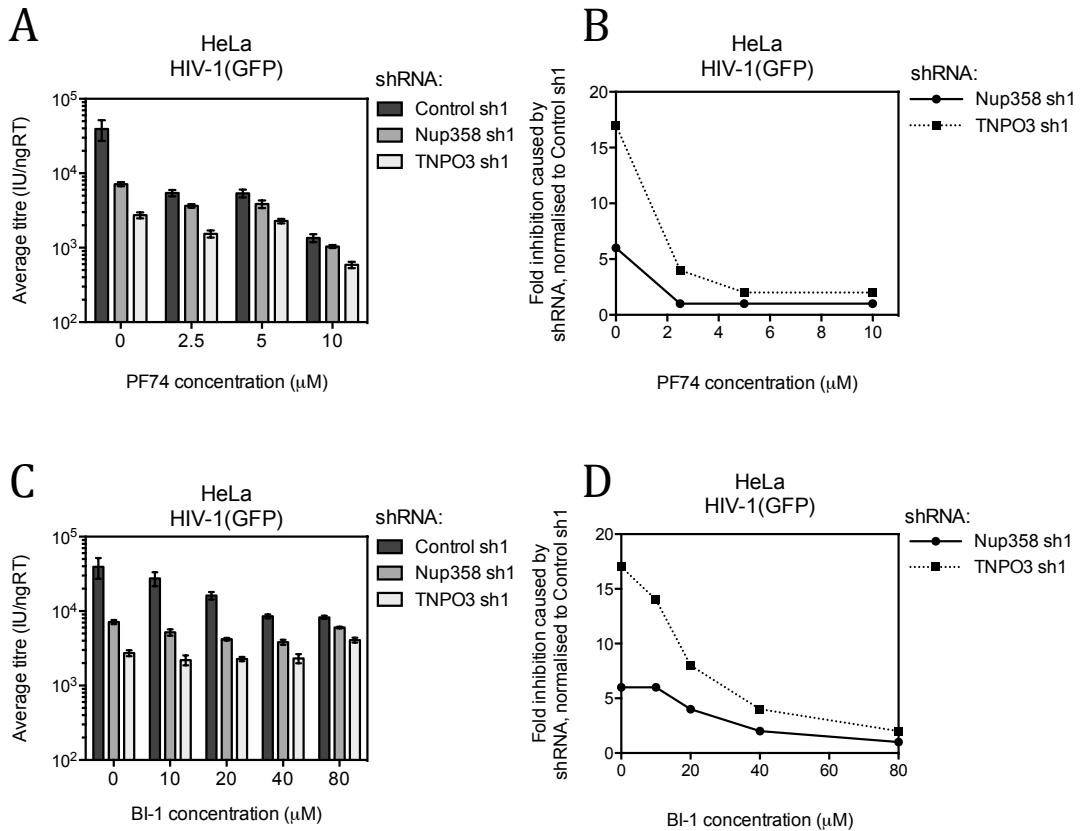 A
HeLa
HIV-1(GFP)
shRNA:
Control sh1
Nup358 sh1
TNPO3 sh1
Average titre (IU/ngRT)
10^5
10^4
10^3
10^2
0 2.5 5 10
PF74 concentration (μM)
B
HeLa
HIV-1(GFP)
shRNA:
Nup358 sh1
TNPO3 sh1
Fold inhibition caused by
shRNA, normalised to Control sh1
20
15
10
5
0
0 2 4 6 8 10
PF74 concentration (μM)
C
HeLa
HIV-1(GFP)
shRNA:
Control sh1
Nup358 sh1
TNPO3 sh1
Average titre (IU/ngRT)
10^5
10^4
10^3
10^2
0 10 20 40 80
BI-1 concentration (μM)
D
HeLa
HIV-1(GFP)
shRNA:
Nup358 sh1
TNPO3 sh1
Fold inhibition caused by
shRNA, normalised to Control sh1
20
15
10
5
0
0 20 40 60 80
BI-1 concentration (μM)